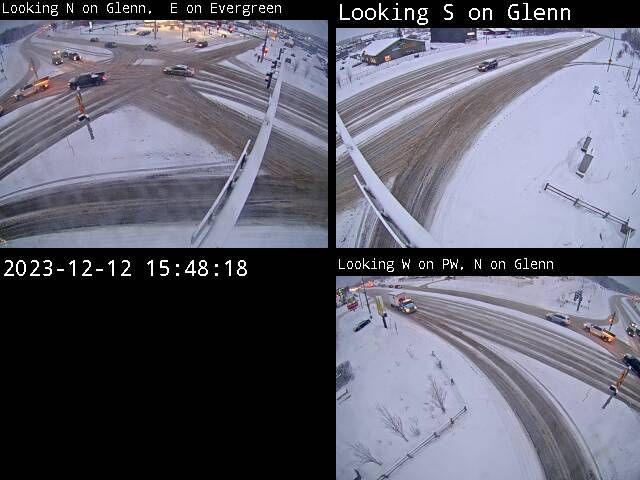 Looking N on Glenn,  E on Evergreen
Looking S on Glenn
2023-12-12 15:48:18
Looking W on PW, N on Glenn